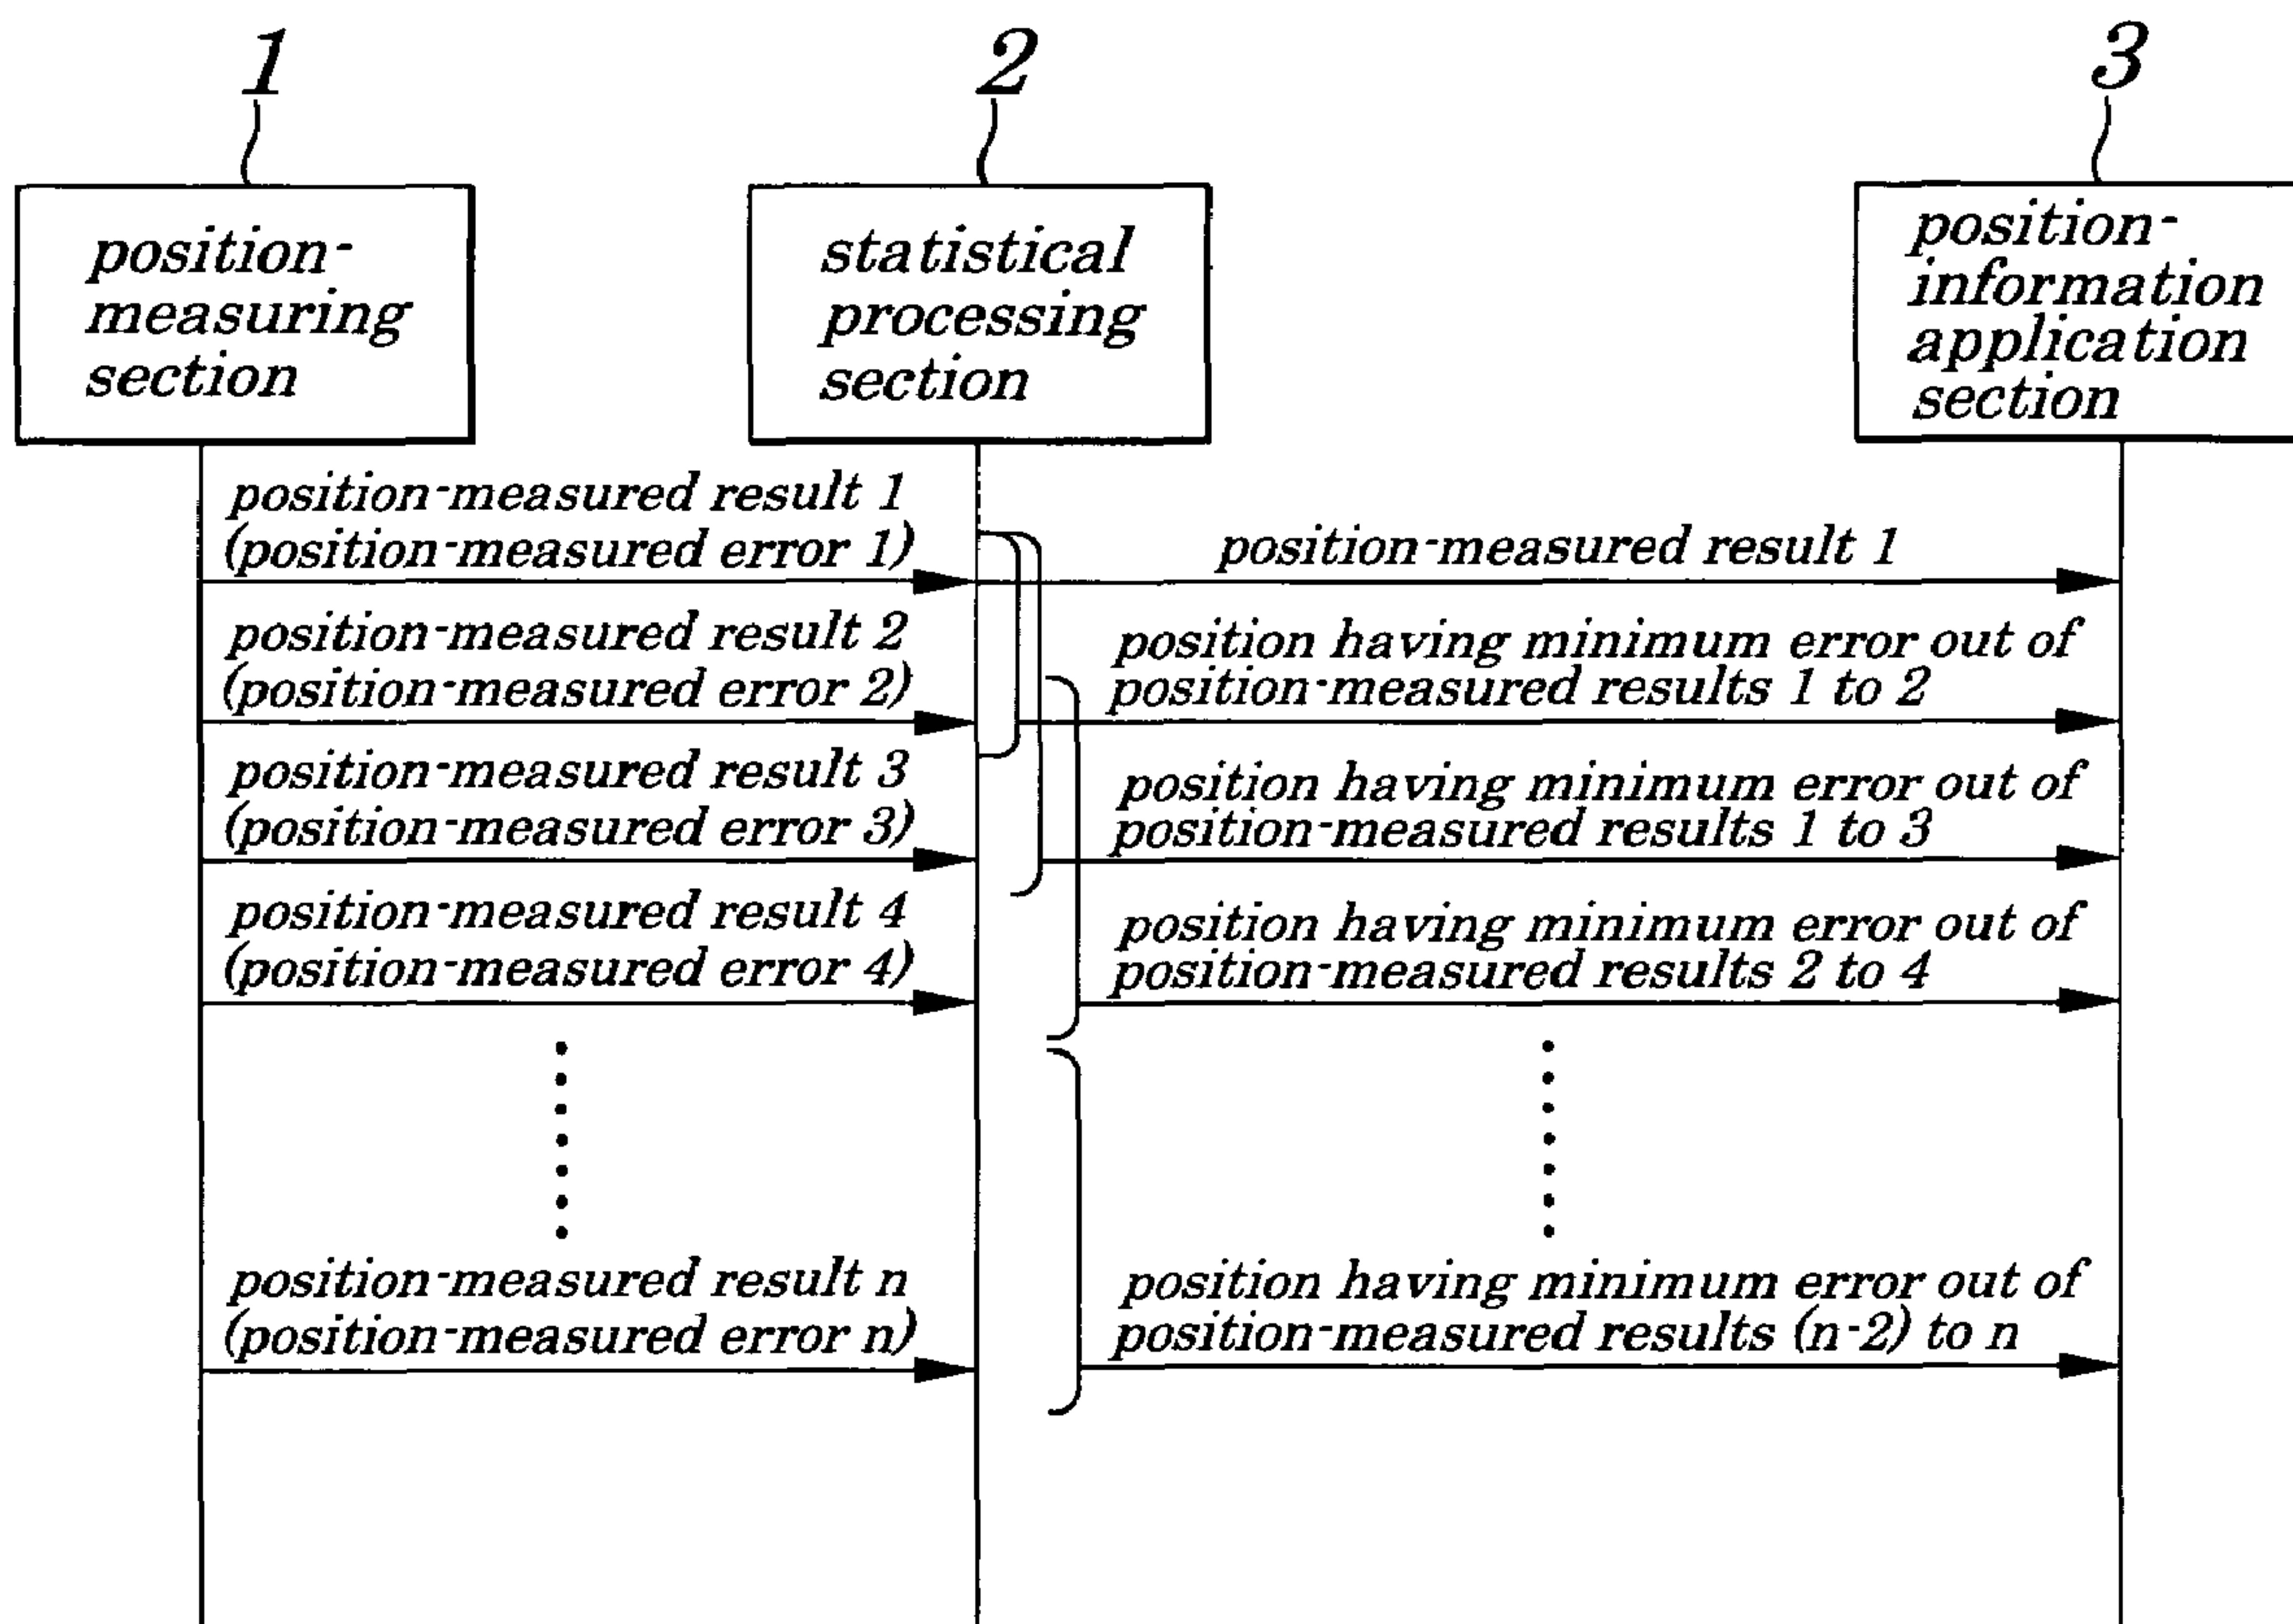 1
2
3
position-
measuring
section
statistical
processing
section
position-
information
application
section
position-measured result 1
(position-measured error 1)
position-measured result 1
position-measured result 2
(position-measured error 2)
position having minimum error out of
position-measured results 1 to 2
position-measured result 3
(position-measured error 3)
position having minimum error out of
position-measured results 1 to 3
position-measured result 4
(position-measured error 4)
position having minimum error out of
position-measured results 2 to 4
position-measured result n
(position-measured error n)
position having minimum error out of
position-measured results (n-2) to n